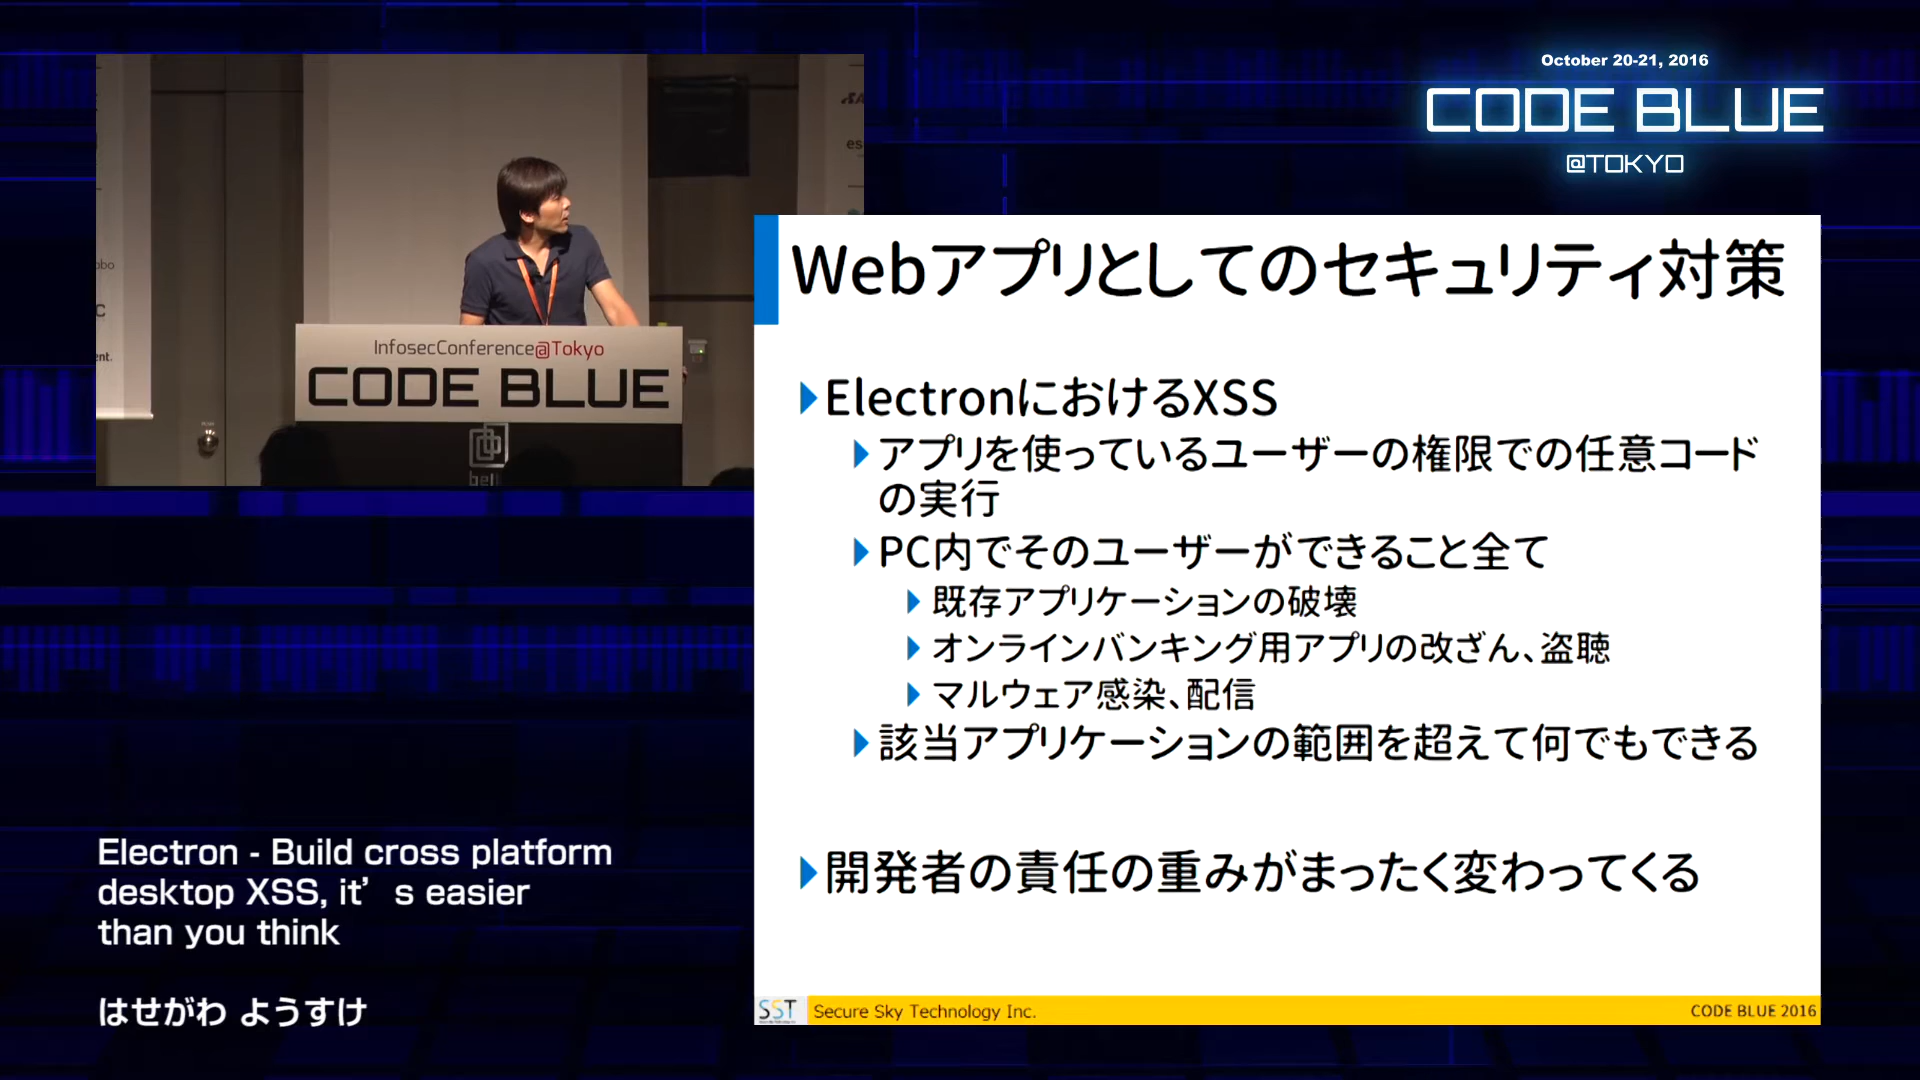 October 20-21, 2016
CODE BLUE
@TOKYO
InfosecConference@Tokyo
CODE BLUE
Webアプリとしてのセキュリティ対策
ElectronにおけるXSS
アプリを使っているユーザーの権限での任意コード
の実行
PC内でそのユーザーができること全て
既存アプリケーションの破壊
オンラインバンキング用アプリの改ざん、盗聴
マルウェア感染、配信
該当アプリケーションの範囲を超えて何でもできる
開発者の責任の重みがまったく変わってくる
SST
Secure Sky Technology Inc.
CODE BLUE 2016
Electron - Build cross platform
desktop XSS, it’s easier
than you think
はせがわ ようすけ